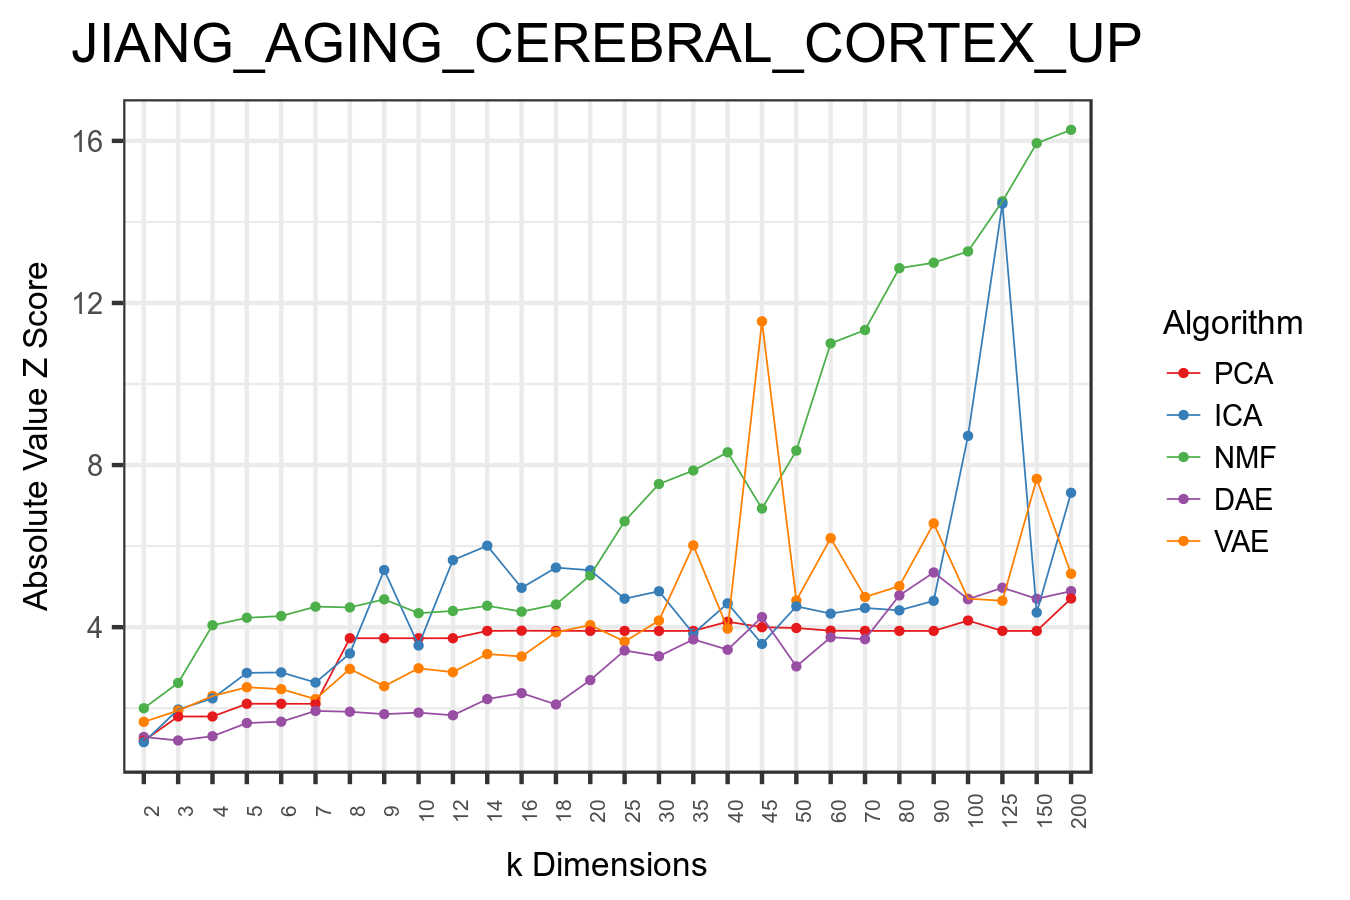 JIANG_AGING_CEREBRAL_CORTEX_UP
Absolute Value Z Score
16
12
8
4
2 3 4 5 6 7 8 9 10 12 14 16 18 20 25 30 35 40 45 50 60 70 80 90 100 125 150 200
k Dimensions
Algorithm
PCA
ICA
NMF
DAE
VAE